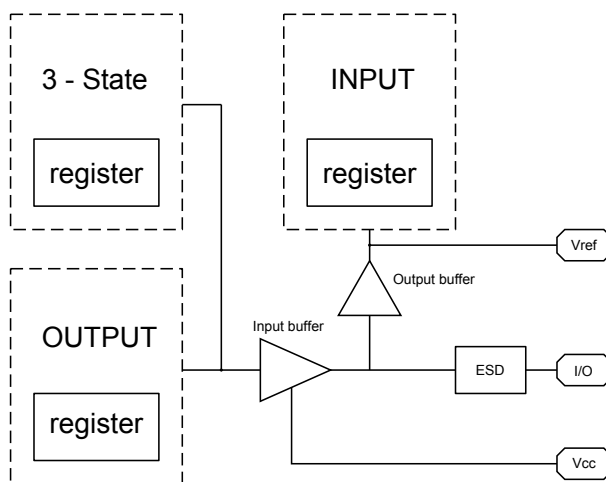 3 - State
register
INPUT
register
Vref
Output buffer
Input buffer
OUTPUT
register
ESD
I/O
Vcc